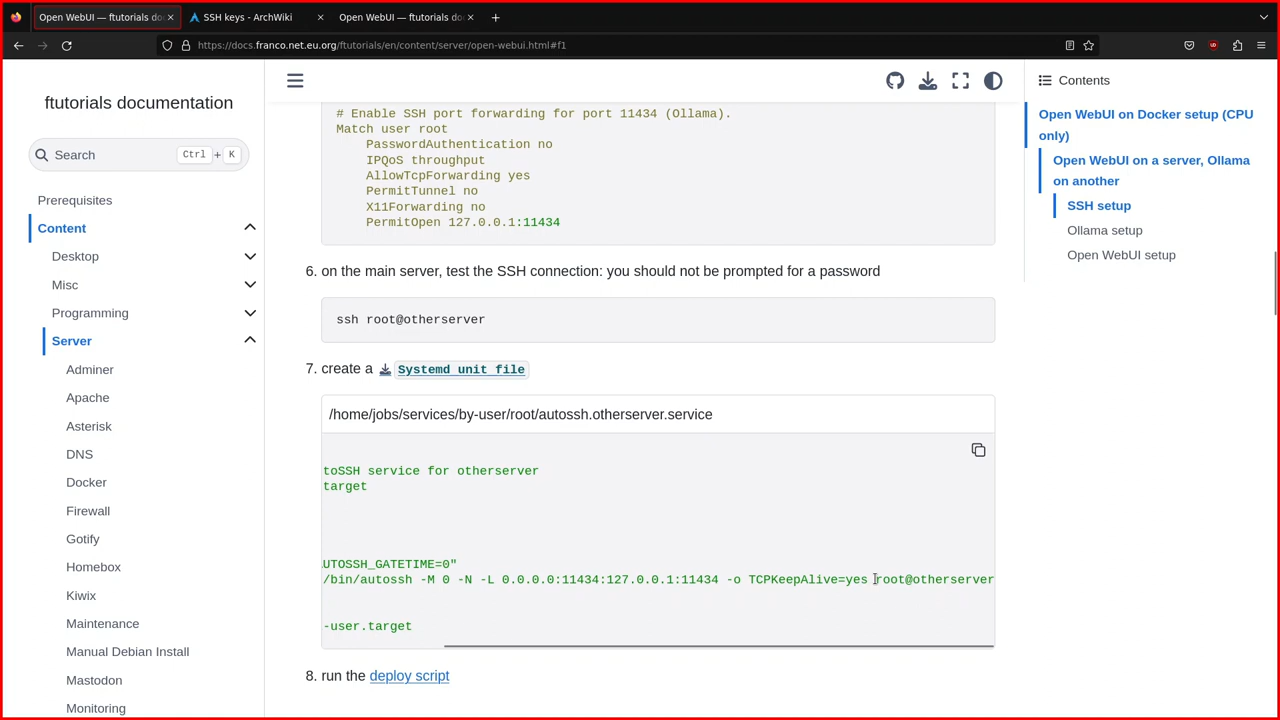 Open WebUI — ftutorials do
SSH keys - ArchWiki
Open WebUI — ftutorials do
https://docs.franco.net.eu.org/ftutorials/en/content/server/open-webui.html#f1
ftutorials documentation
Search
Ctrl + K
Prerequisites
Content
Desktop
Misc
Programming
Server
Adminer
Apache
Asterisk
DNS
Docker
Firewall
Gotify
Homebox
Kiwix
Maintenance
Manual Debian Install
Mastodon
Monitoring
# Enable SSH port forwarding for port 11434 (Ollama).
Match user root
PasswordAuthentication no
IPQoS throughput
AllowTcpForwarding yes
PermitTunnel no
X11Forwarding no
PermitOpen 127.0.0.1:11434
6. on the main server, test the SSH connection: you should not be prompted for a password
ssh root@otherserver
7. create a Systemd unit file
/home/jobs/services/by-user/root/autossh.otherserver.service
toSSH service for otherserver
target
UTOSSH_GATETIME=0"
/bin/autossh -M 0 -N -L 0.0.0.0:11434:127.0.0.1:11434 -o TCPKeepAlive=yes root@otherserver
-user.target
8. run the deploy script
Contents
Open WebUI on Docker setup (CPU
only)
Open WebUI on a server, Ollama
on another
SSH setup
Ollama setup
Open WebUI setup